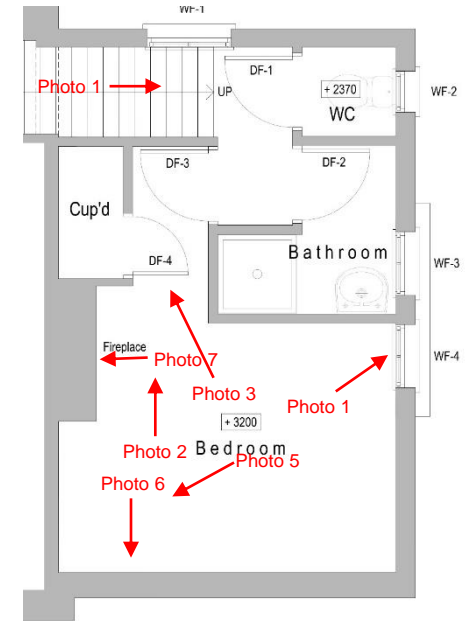 WF-1
DF-1
Photo 1
UP
+ 2370
WC
WF-2
DF-3
DF-2
Cup'd
Bathroom
DF-4
WF-3
Fireplace
Photo 7
WF-4
Photo 3
Photo 1
+ 3200
Photo 2
Bedroom
Photo 5
Photo 6